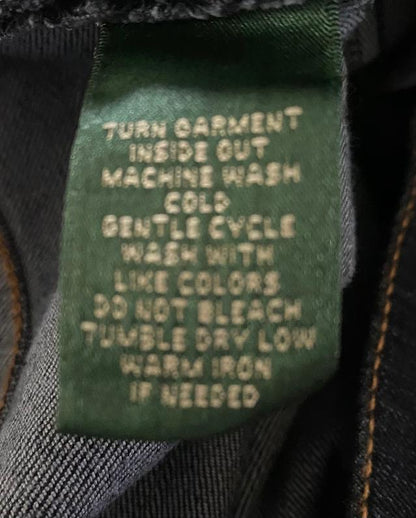 TURN GARMENT
INSIDE OUT
MACHINE WASH
COLD
GENTLE CYCLE
WASH WITH
LIKE COLORS
DO NOT BLEACH
TUMBLE DRY LOW
WARM IRON
IF NEEDED